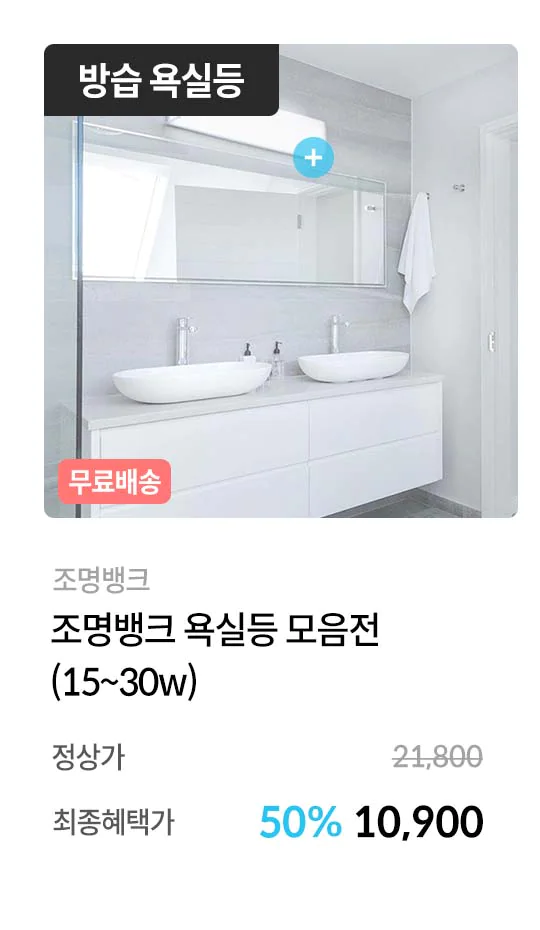 방습 욕실등
무료배송
조명뱅크
조명뱅크 욕실등 모음전
(15~30w)
정상가 21,800
최종혜택가 50% 10,900